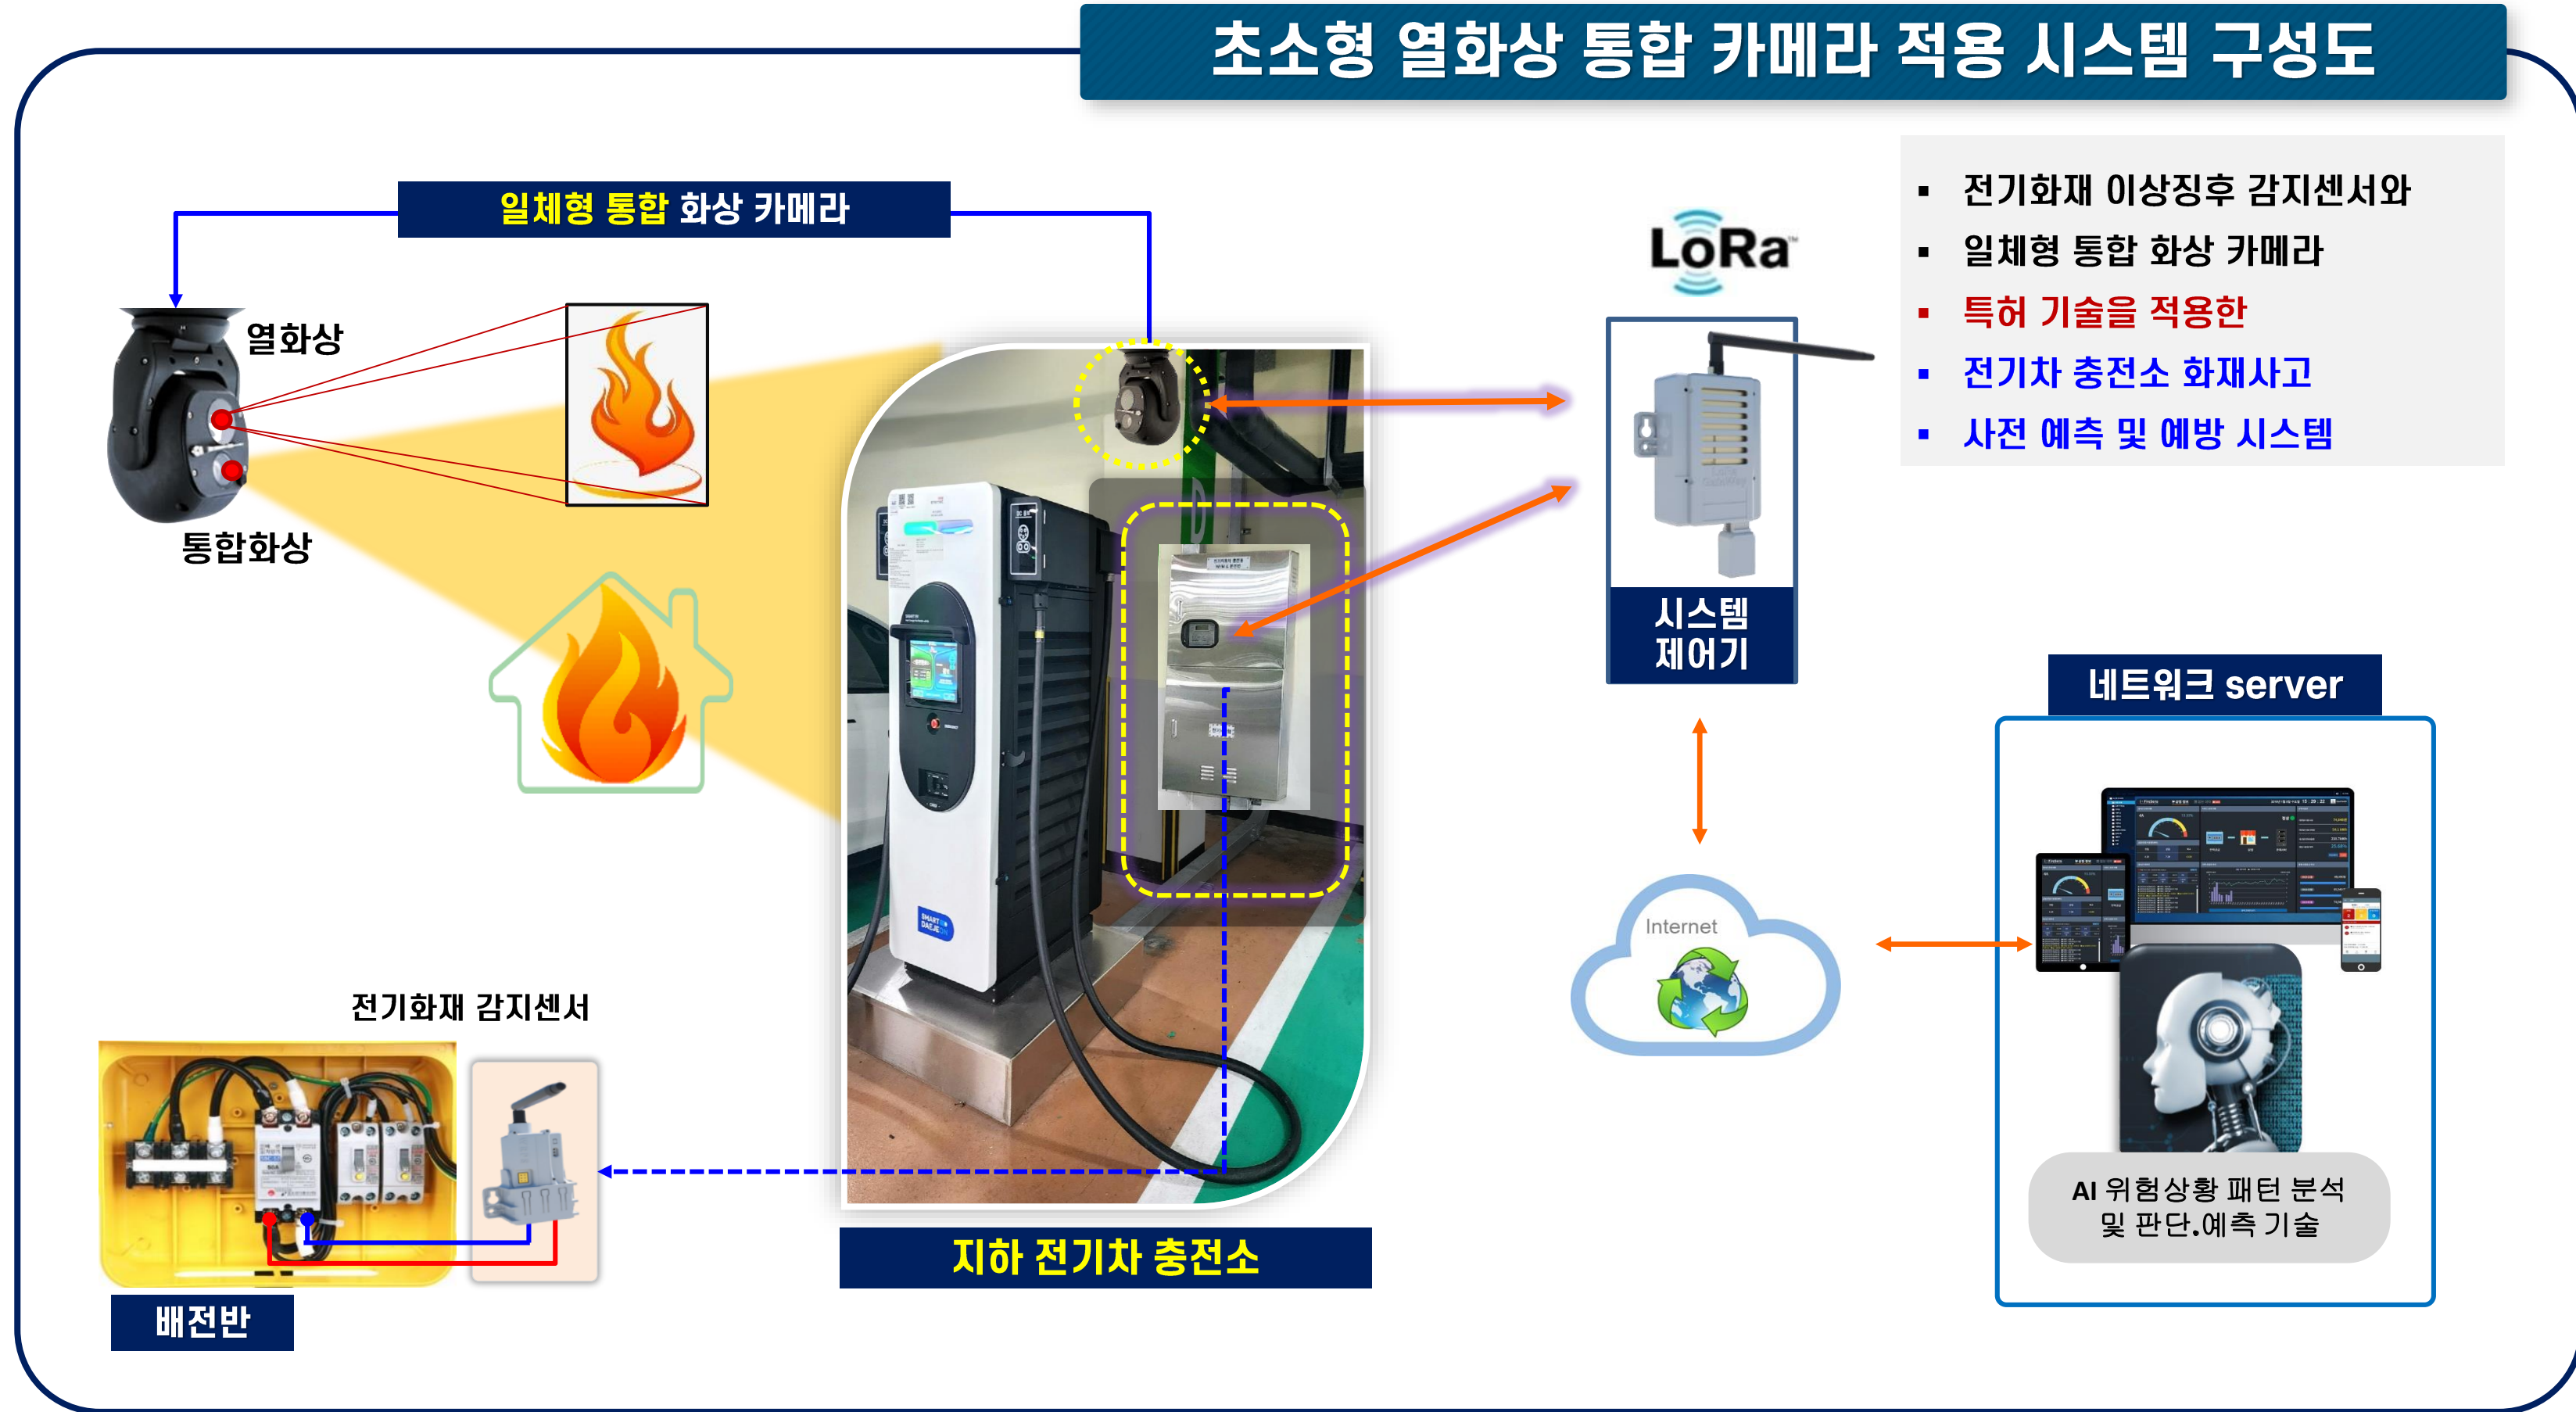 초소형 열화상 통합 카메라 적용 시스템 구성도
일체형 통합 화상 카메라
열화상
통합화상
LoRa™
▪ 전기화재 이상징후 감지센서와
▪ 일체형 통합 화상 카메라
▪ 특허 기술을 적용한
▪ 전기차 충전소 화재사고
▪ 사전 예측 및 예방 시스템
시스템
제어기
네트워크 server
Internet
SMART
DAEJEON
전기화재 감지센서
배전반
지하 전기차 충전소
AI 위험상황 패턴 분석
및 판단.예측 기술